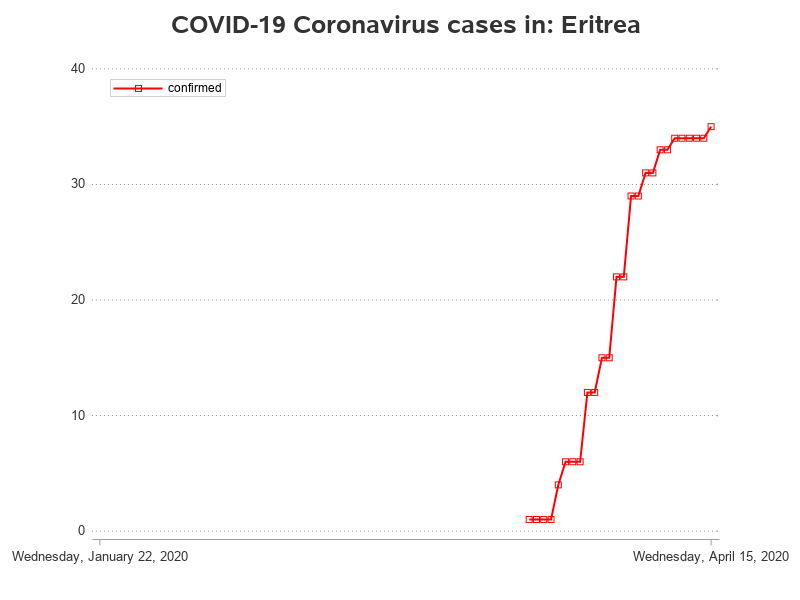 COVID-19 Coronavirus cases in: Eritrea
40
confirmed
30
20
10
0
Wednesday, January 22, 2020
Wednesday, April 15, 2020